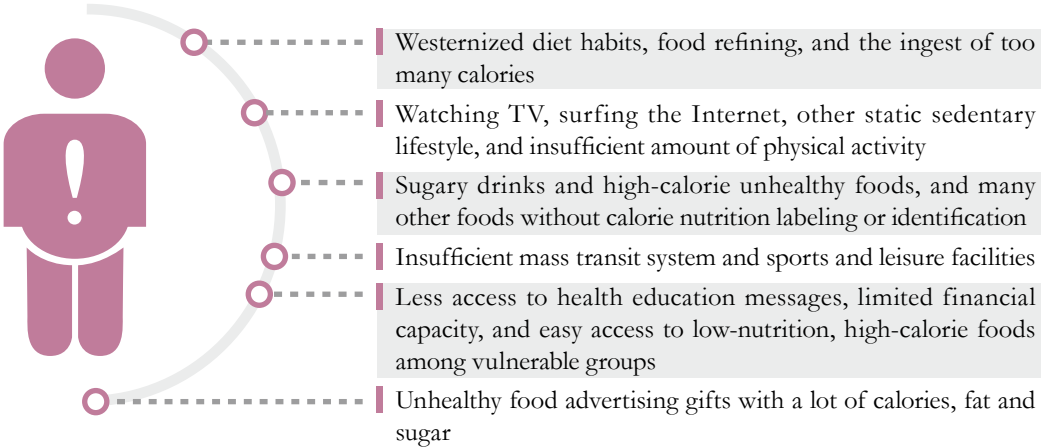 Westernized diet habits, food refining, and the ingest of too
many calories
Watching TV, surfing the Internet, other static sedentary
lifestyle, and insufficient amount of physical activity
Sugary drinks and high-calorie unhealthy foods, and many
other foods without calorie nutrition labeling or identification
Insufficient mass transit system and sports and leisure facilities
Less access to health education messages, limited financial
capacity, and easy access to low-nutrition, high-calorie foods
among vulnerable groups
Unhealthy food advertising gifts with a lot of calories, fat and
sugar